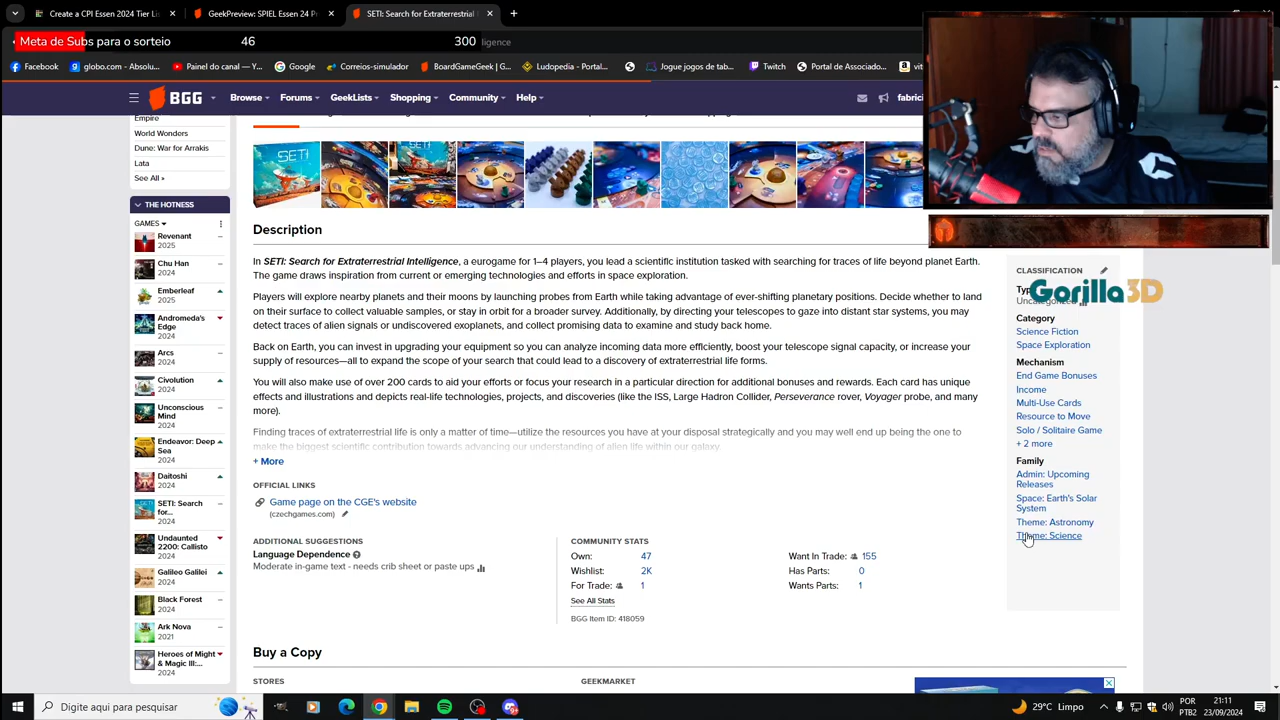 CPI Essen 2024 Tier Lis
GeekPreview: SPIEL Essen 24 P
SETI: Search for Extraterrestrial
Meta de Subs para o sorteio
46
300
ligence
Facebook
globo.com - Absolu...
Painel do canal — Y...
Google
Correios-simulador
BoardGameGeek | G...
Ludopedia - Portal...
Jogue jogos de tab...
Twitch
Portal de Associado...
BGG
Browse
Forums
GeekLists
Shopping
Community
Help
fabrici
Empire
World Wonders
Dune: War for Arrakis
Lata
See All »
THE HOTNESS
GAMES
Revenant
2025
Chu Han
2024
Emberleaf
2025
Andromeda's
Edge
2024
Arcs
2024
Civolution
2024
Unconscious
Mind
2024
Endeavor: Deep
Sea
2024
Daitoshi
2024
SETI: Search
for...
2024
Undaunted
2200: Callisto
2024
Galileo Galilei
2024
Black Forest
2024
Ark Nova
2021
Heroes of Might
& Magic III:...
2024
SETI
Description
In SETI: Search for Extraterrestrial Intelligence, a eurogame for 1–4 players, you lead a scientific institution tasked with searching for traces of life beyond planet Earth.
The game draws inspiration from current or emerging technologies and efforts in space exploration.
Players will explore nearby planets and their moons by launching probes from Earth while taking advantage of ever-shifting planetary positions. Decide whether to land
on their surface to collect valuable samples, or stay in orbit for a broader survey. Additionally, by directing your telescopes to gaze into distant star systems, you may
detect traces of alien signals or undiscovered exoplanets, and collect promising data to examine and study back home.
Back on Earth, you can invest in upgrading your equipment so you can analyze incoming data more efficiently, boost your telescope signal capacity, or increase your
supply of resources—all to expand the scope of your search that could lead to a discovery of extraterrestrial life forms.
You will also make use of over 200 cards to aid your efforts or focus your research in a particular direction for additional bonuses and rewards. Each card has unique
effects and illustrations and depicts real-life technologies, projects, and discoveries (like the ISS, Large Hadron Collider, Perseverance rover, Voyager probe, and many
more).
Finding traces of extraterrestrial life is only a matter of time—utilize the resources you have at your disposal strategically and you may well end up being the one to
make the biggest scientific contribution towards advancing our understanding of alien life within our galaxy.
+ More
OFFICIAL LINKS
Game page on the CGE's website
(czechgames.com)
ADDITIONAL SUGGESTIONS
Language Dependence
Moderate in-game text - needs crib sheet or paste ups
COMMUNITY STATS
Own: 47
Wishlist: 2K
For Trade: 1
See All Stats
BGG Item ID: 418059
Want In Trade: 155
Has Parts: 0
Wants Parts: 1
CLASSIFICATION
Gorilla3D
Uncategorized
Category
Science Fiction
Space Exploration
Mechanism
End Game Bonuses
Income
Multi-Use Cards
Resource to Move
Solo / Solitaire Game
+ 2 more
Family
Admin: Upcoming
Releases
Space: Earth's Solar
System
Theme: Astronomy
Theme: Science
Buy a Copy
STORES
GEEKMARKET
Digite aqui para pesquisar
29°C Limpo
POR
PTB2
21:11
23/09/2024